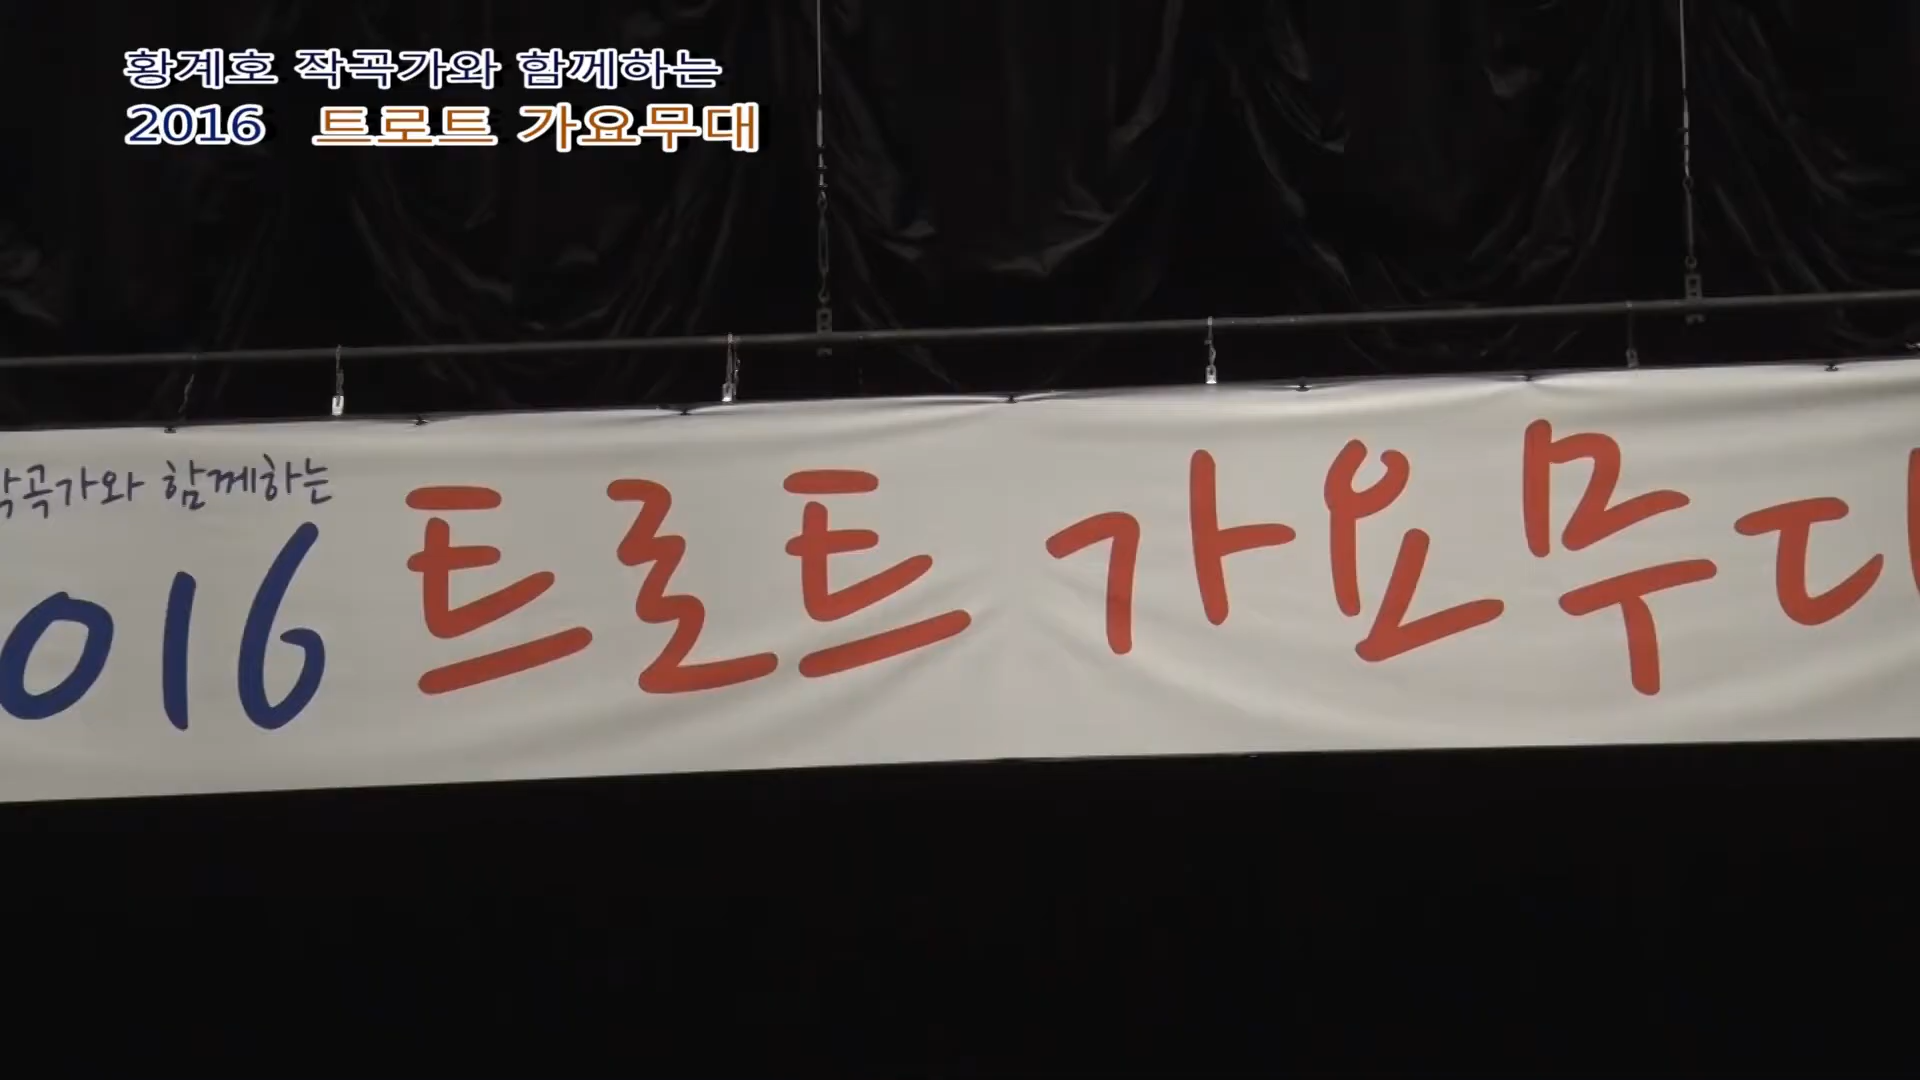 황계호 작곡가와 함께하는
2016 트로트 가요무대
작곡가와 함께하는
016 트로트 가요무대